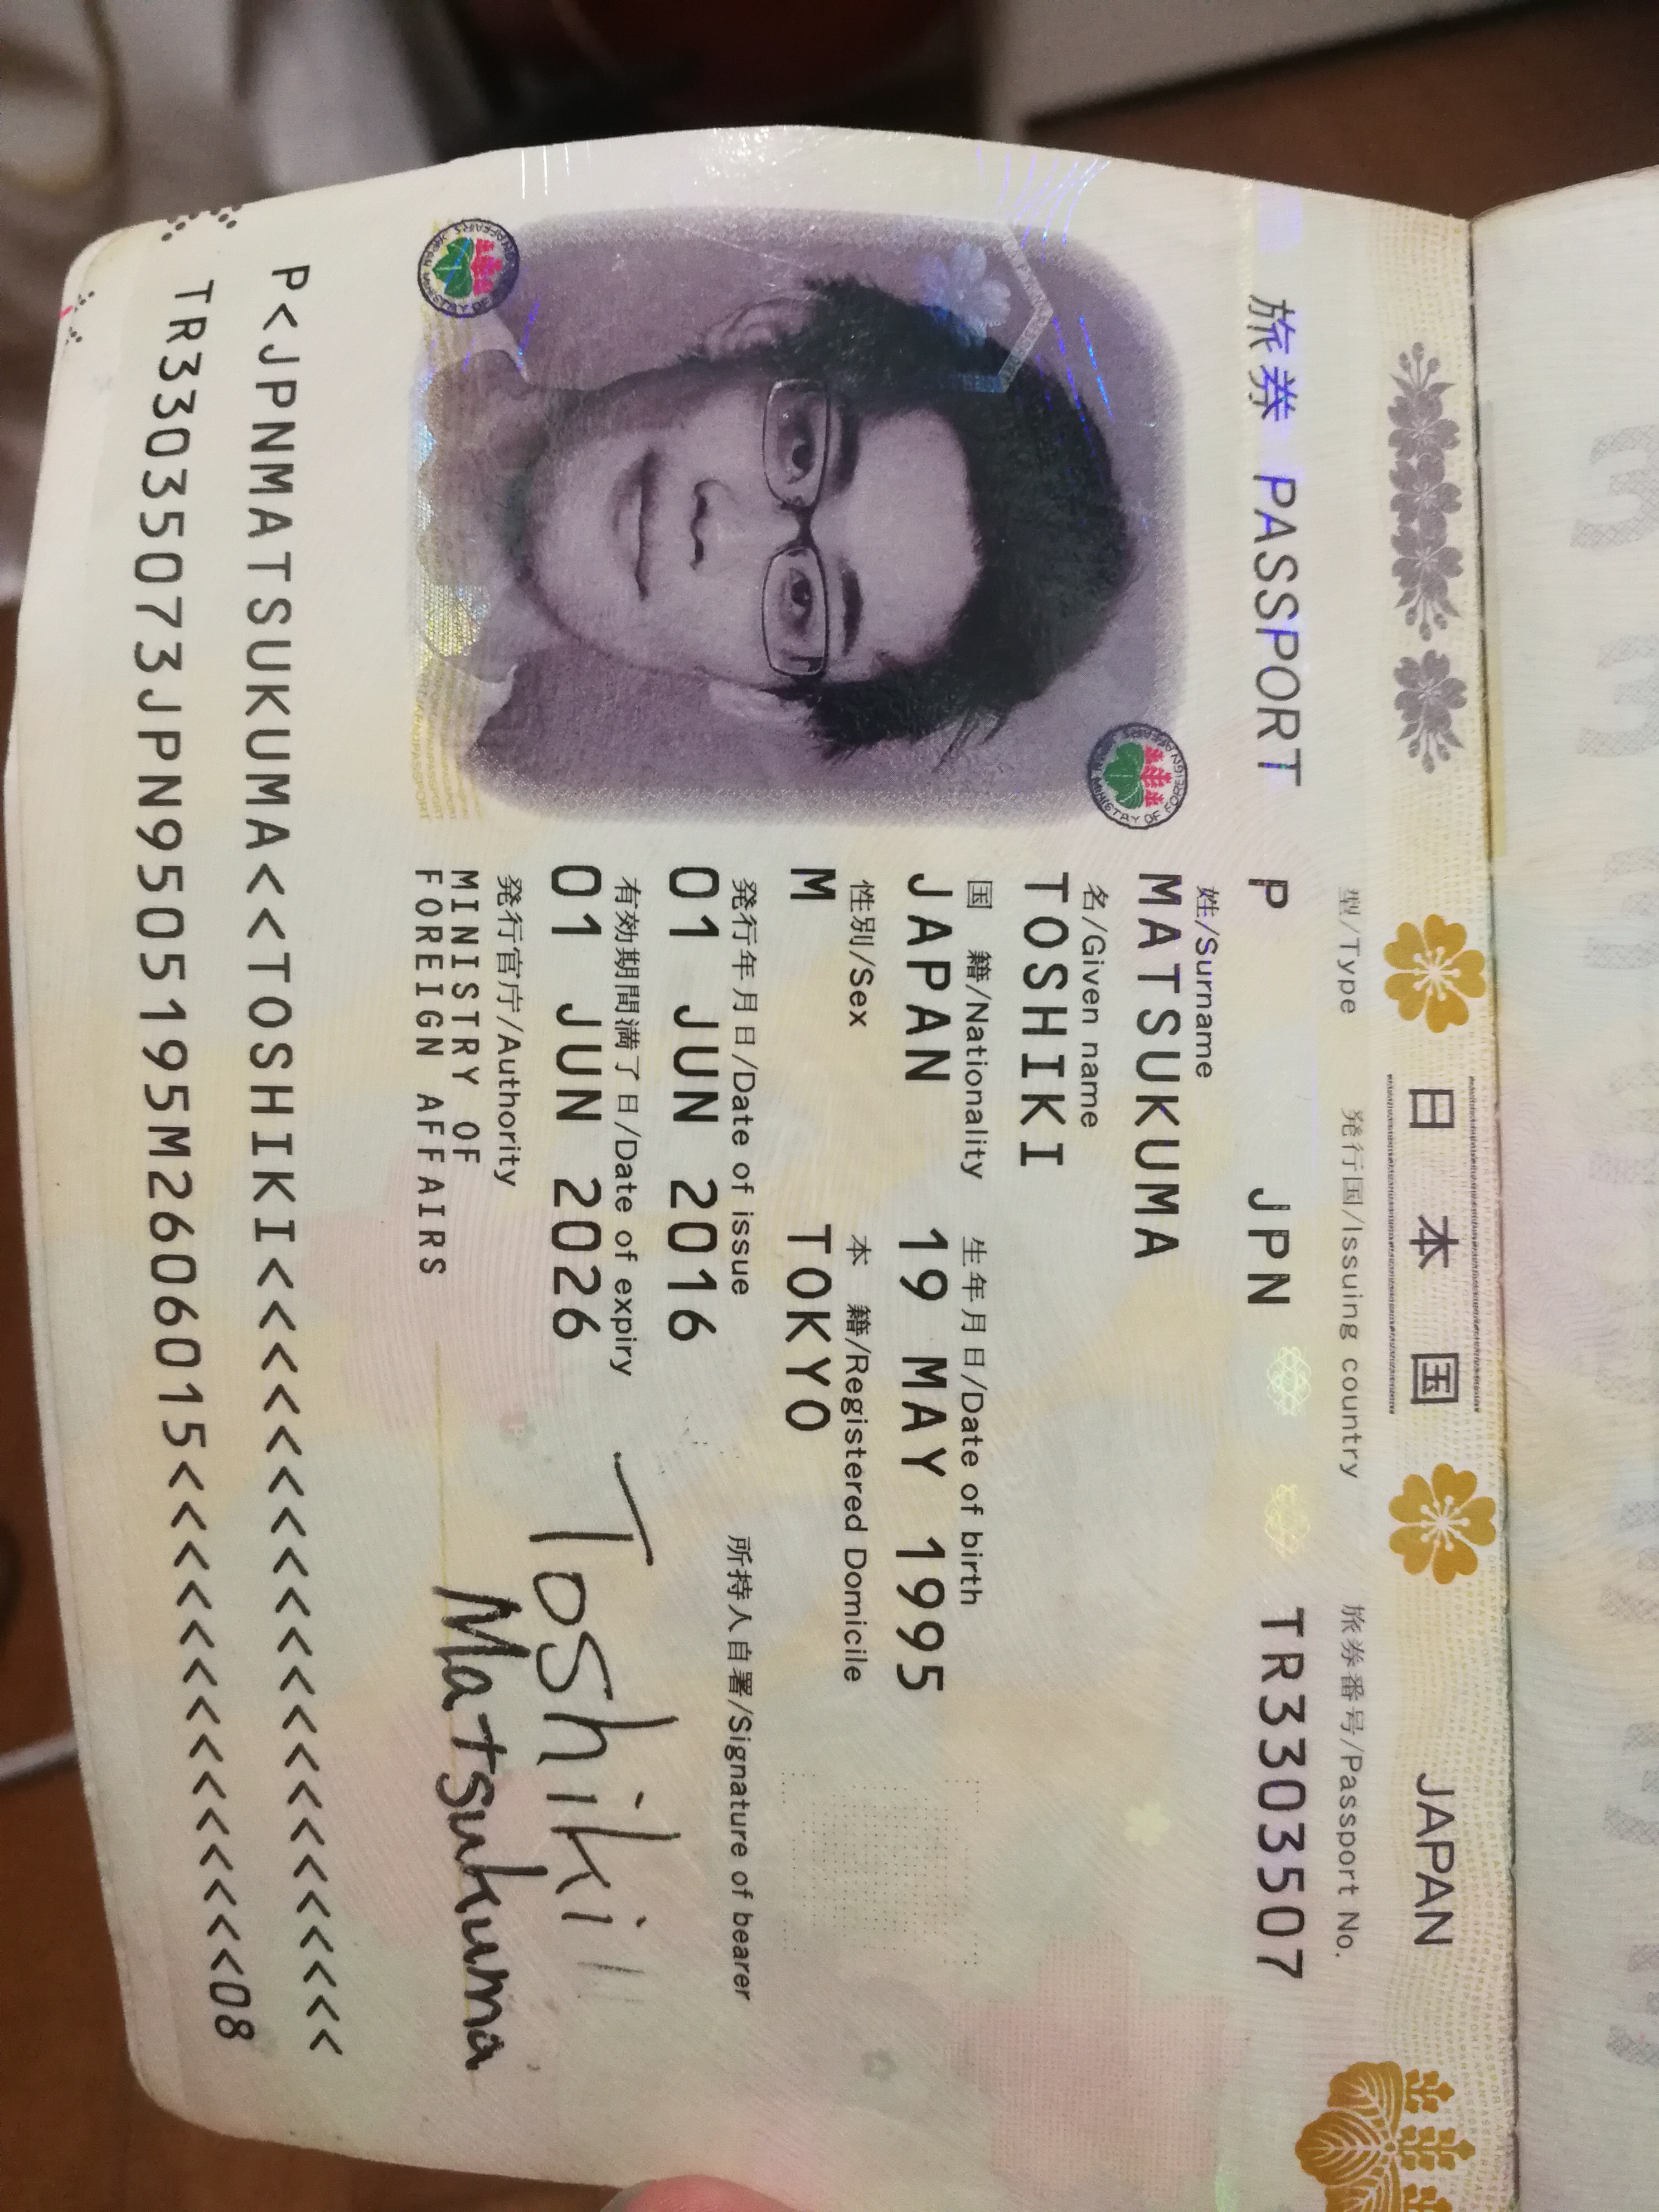 日本国 JAPAN
型/Type 発行国/Issuing country 旅券番号/Passport No.
旅券 PASSPORT P JPN TR3303507
姓/Surname
MATSUKUMA
名/Given name
TOSHIKI
国 籍/Nationality 生年月日/Date of birth
JAPAN 19 MAY 1995
性別/Sex 本 籍/Registered Domicile
M TOKYO
発行年月日/Date of issue 所持人自署/Signature of bearer
01 JUN 2016
有効期間満了日/Date of expiry
01 JUN 2026
Toshiki
発行官庁/Authority
MINISTRY OF
FOREIGN AFFAIRS
Matsukuma
P<JPNMATSUKUMA<<TOSHIKI<<<<<<<<<<<<<<<<<<<<<
TR33035073JPN9505195M2606015<<<<<<<<<<<<<<08